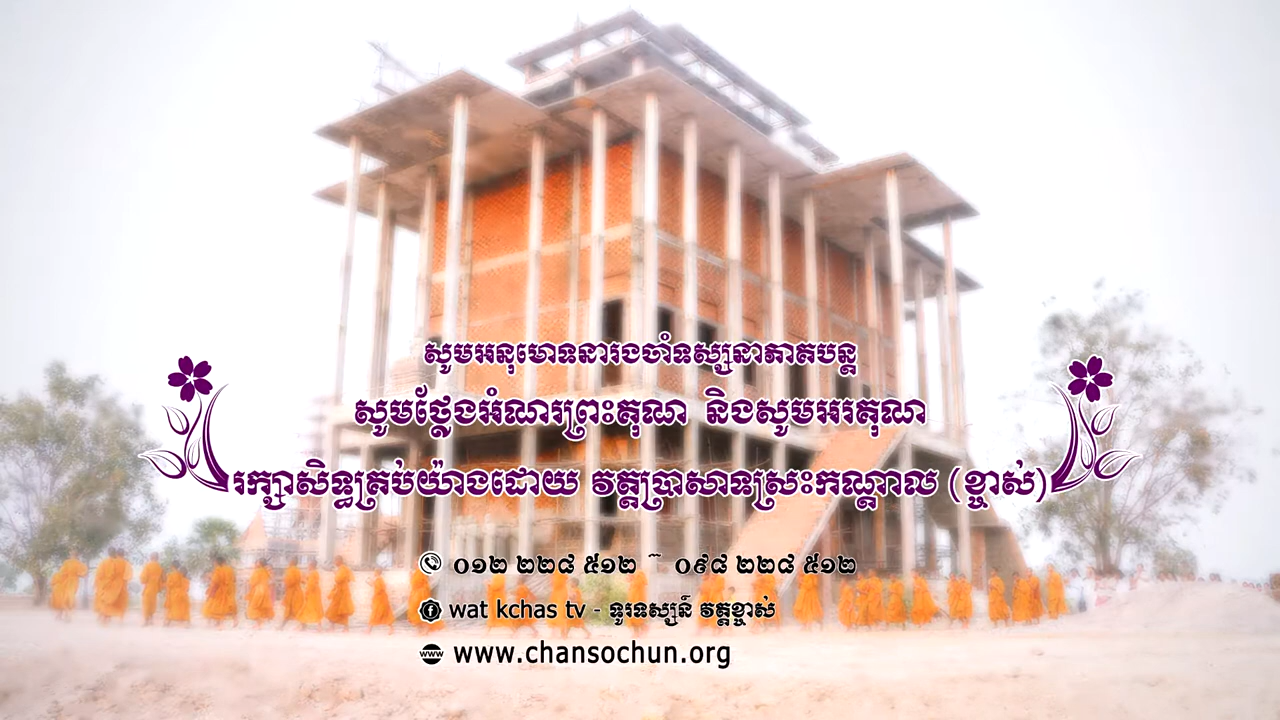 សូមអនុមោទនារងចាំទស្សនាភាគបន្ត
សូមថ្លែងអំណរព្រះគុណ និងសូមអរគុណ
រក្សាសិទ្ធគ្រប់យ៉ាងដោយ វត្តប្រាសាទស្រះកណ្តាល (ខ្ចាស់)
០១២ ២២៨ ៥១២ ~ ០៩៨ ២២៨ ៥១២
wat kchas tv - ទូរទស្សន៍ វត្តខ្ចាស់
www.chansochun.org